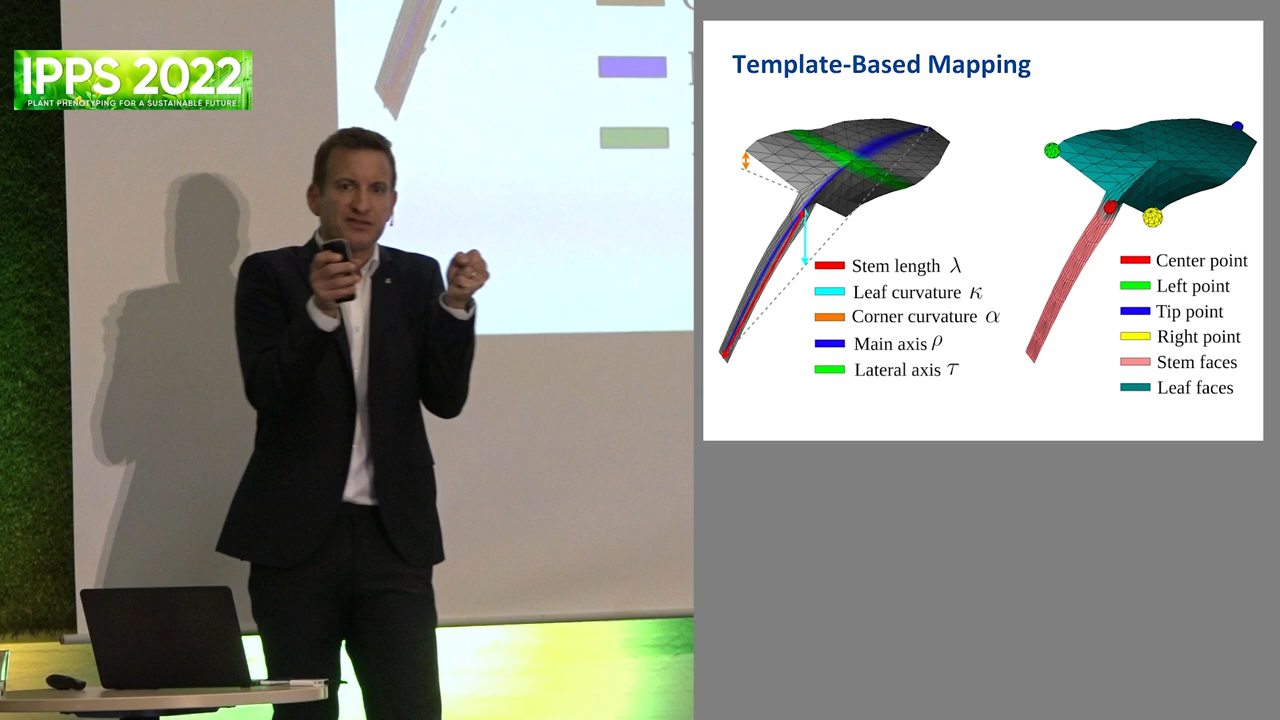 IPPS 2022
PLANT PHENOTYPING FOR A SUSTAINABLE FUTURE
Template-Based Mapping
Stem length λ
Leaf curvature κ
Corner curvature α
Main axis ρ
Lateral axis τ
Center point
Left point
Tip point
Right point
Stem faces
Leaf faces